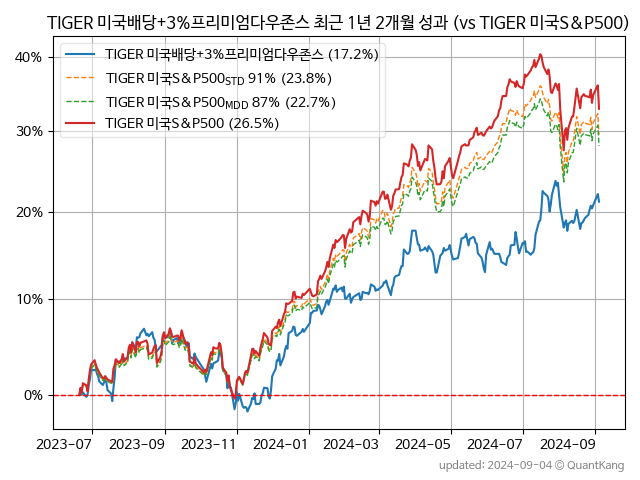 TIGER 미국배당+3%프리미엄다우존스 최근 1년 2개월 성과 (vs TIGER 미국S&P500)
TIGER 미국배당+3%프리미엄다우존스 (17.2%)
TIGER 미국S&P500STD 91% (23.8%)
TIGER 미국S&P500MDD 87% (22.7%)
TIGER 미국S&P500 (26.5%)
40%
30%
20%
10%
0%
2023-07 2023-09 2023-11 2024-01 2024-03 2024-05 2024-07 2024-09
updated: 2024-09-04 © QuantKang